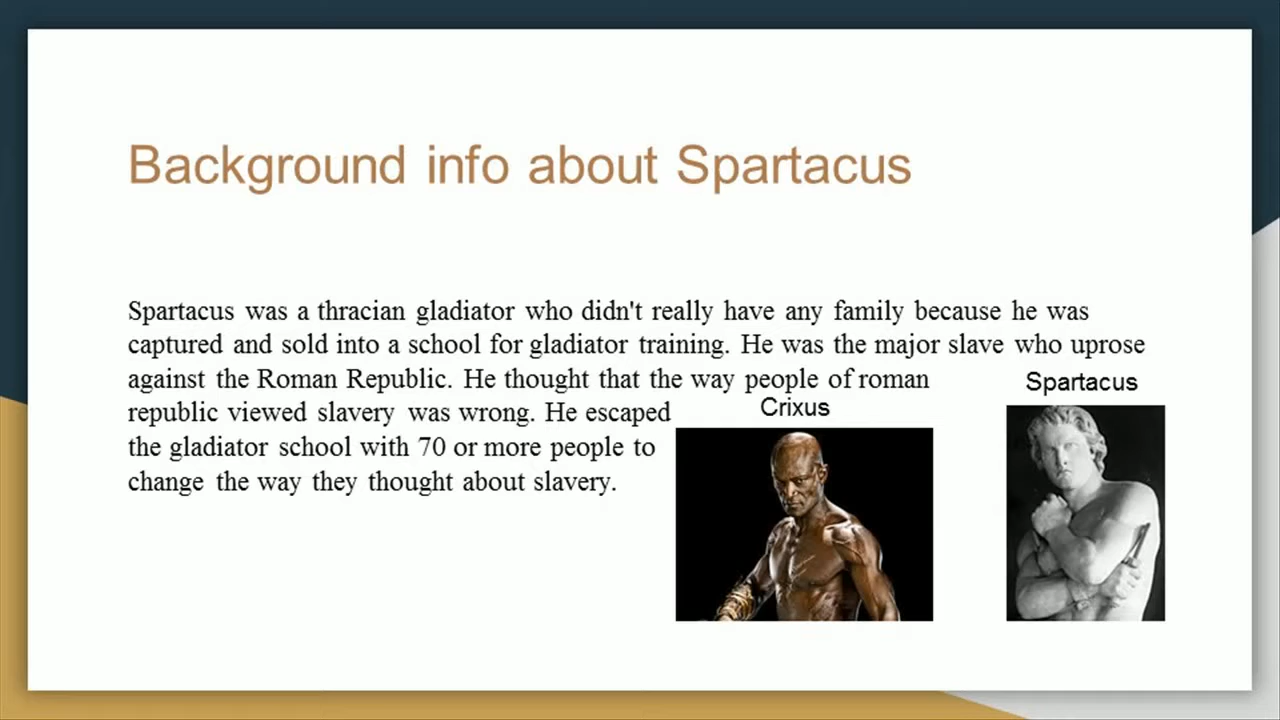 Background info about Spartacus
Spartacus was a thracian gladiator who didn't really have any family because he was
captured and sold into a school for gladiator training. He was the major slave who uprose
against the Roman Republic. He thought that the way people of roman
republic viewed slavery was wrong. He escaped
the gladiator school with 70 or more people to
change the way they thought about slavery.
Crixus
Spartacus